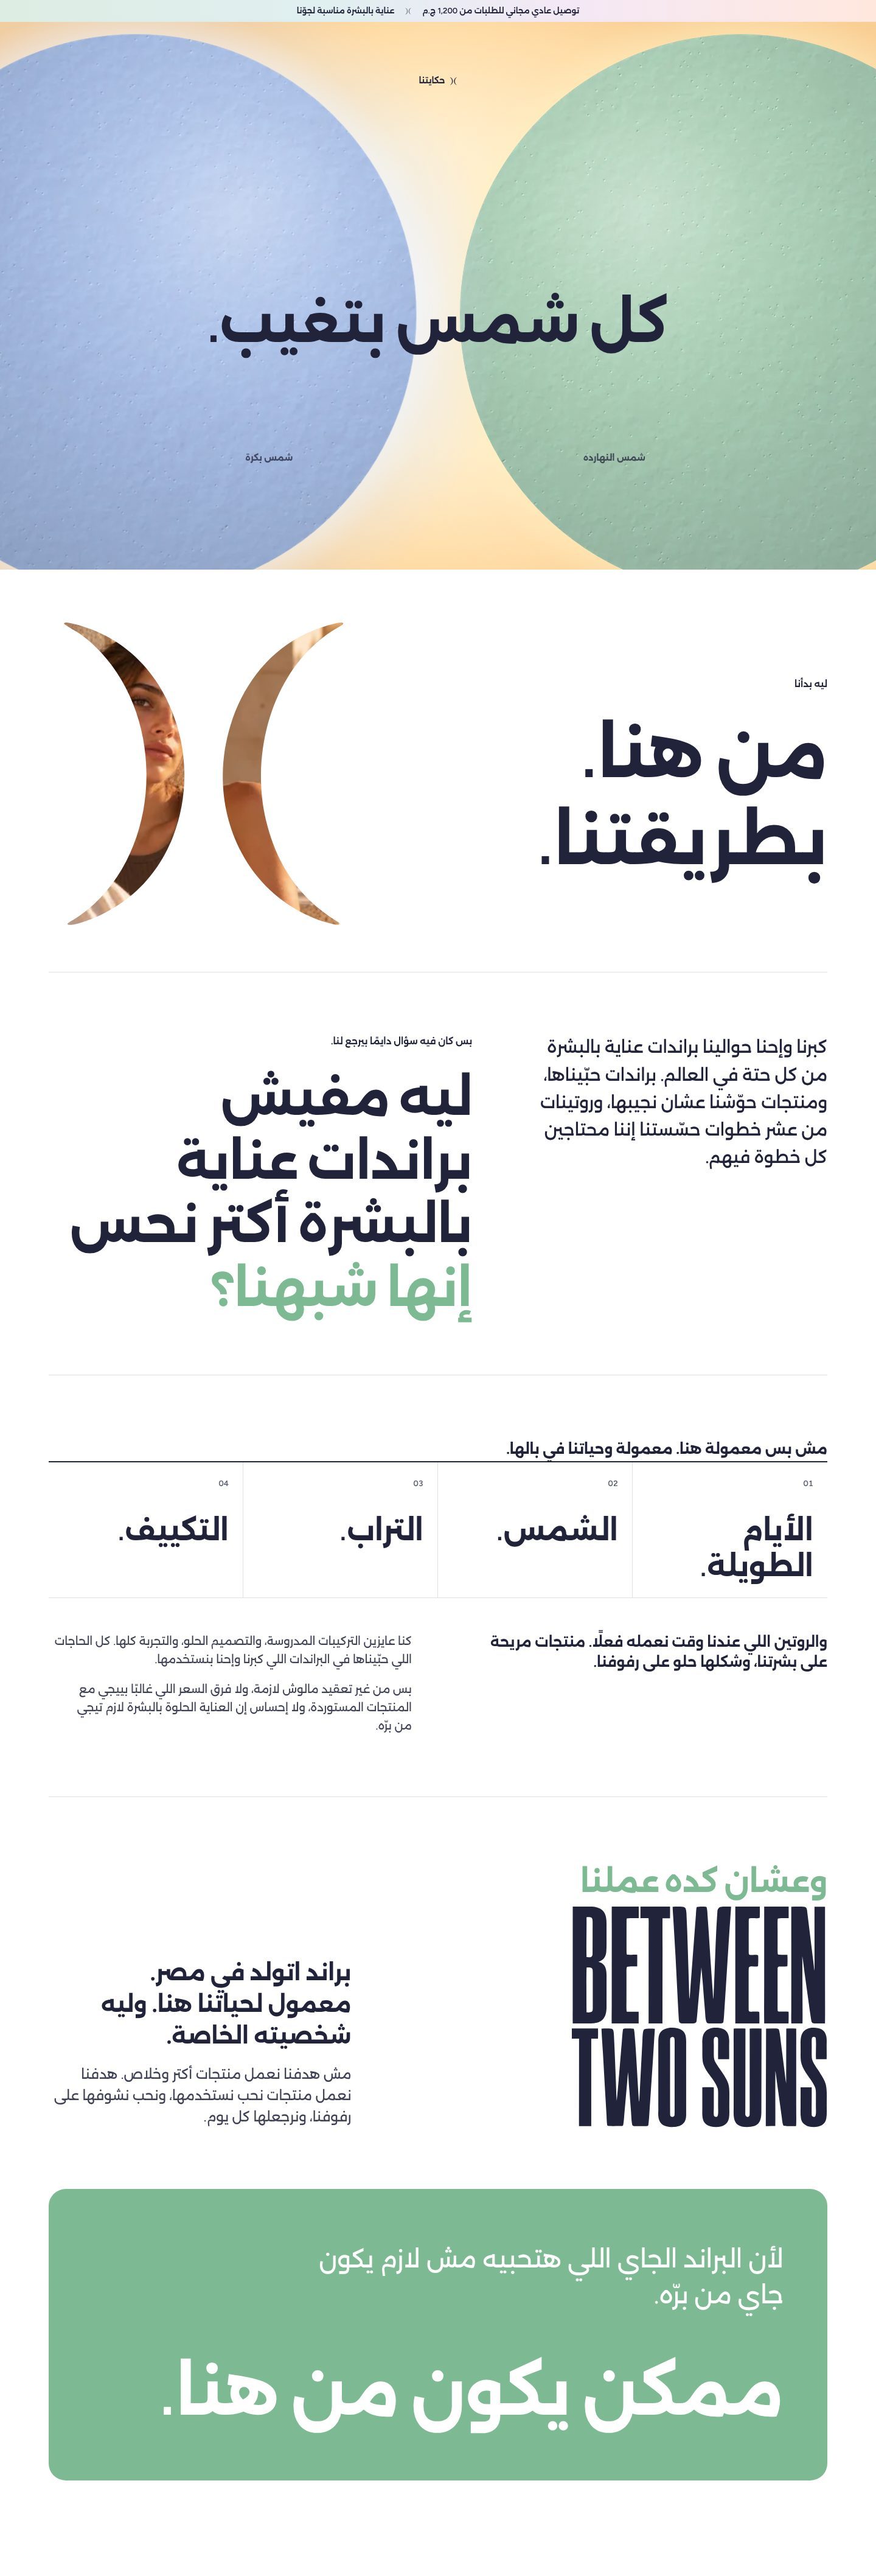 توصيل عادي مجاني للطلبات من 1,200 ج.م )( عناية بالبشرة مناسبة لجوّنا
)( حكايتنا
كل شمس بتغيب.
شمس النهارده
شمس بكرة
ليه بدأنا
من هنا.
بطريقتنا.
كبرنا وإحنا حوالينا براندات عناية بالبشرة
من كل حتة في العالم. براندات حبّيناها،
ومنتجات حوّشنا عشان نجيبها، وروتينات
من عشر خطوات حسّستنا إننا محتاجين
كل خطوة فيهم.
بس كان فيه سؤال دايمًا بيرجع لنا.
ليه مفيش
براندات عناية
بالبشرة أكتر نحس
إنها شبهنا؟
مش بس معمولة هنا. معمولة وحياتنا في بالها.
01
الأيام
الطويلة.
02
الشمس.
03
التراب.
04
التكييف.
والروتين اللي عندنا وقت نعمله فعلًا. منتجات مريحة
على بشرتنا، وشكلها حلو على رفوفنا.
كنا عايزين التركيبات المدروسة، والتصميم الحلو، والتجربة كلها. كل الحاجات
اللي حبّيناها في البراندات اللي كبرنا وإحنا بنستخدمها.
بس من غير تعقيد مالوش لازمة، ولا فرق السعر اللي غالبًا بييجي مع
المنتجات المستوردة، ولا إحساس إن العناية الحلوة بالبشرة لازم تيجي
من برّه.
وعشان كده عملنا
BETWEEN
TWO SUNS
براند اتولد في مصر.
معمول لحياتنا هنا. وليه
شخصيته الخاصة.
مش هدفنا نعمل منتجات أكتر وخلاص. هدفنا
نعمل منتجات نحب نستخدمها، ونحب نشوفها على
رفوفنا، ونرجعلها كل يوم.
لأن البراند الجاي اللي هتحبيه مش لازم يكون
جاي من برّه.
ممكن يكون من هنا.